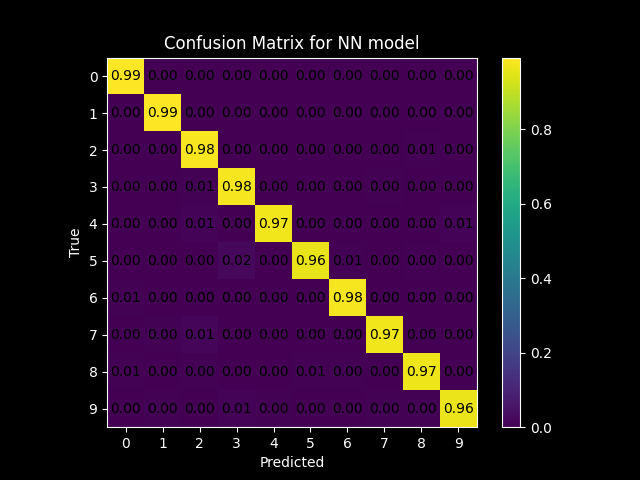 Confusion Matrix for NN model
0 0.99 0.00 0.00 0.00 0.00 0.00 0.00 0.00 0.00 0.00
1 0.00 0.99 0.00 0.00 0.00 0.00 0.00 0.00 0.00 0.00
2 0.00 0.00 0.98 0.00 0.00 0.00 0.00 0.00 0.01 0.00
3 0.00 0.00 0.01 0.98 0.00 0.00 0.00 0.00 0.00 0.00
4 0.00 0.00 0.01 0.00 0.97 0.00 0.00 0.00 0.00 0.01
5 0.00 0.00 0.00 0.02 0.00 0.96 0.01 0.00 0.00 0.00
6 0.01 0.00 0.00 0.00 0.00 0.00 0.98 0.00 0.00 0.00
7 0.00 0.00 0.01 0.00 0.00 0.00 0.00 0.97 0.00 0.00
8 0.01 0.00 0.00 0.00 0.00 0.01 0.00 0.00 0.97 0.00
9 0.00 0.00 0.00 0.01 0.00 0.00 0.00 0.00 0.00 0.96
0 1 2 3 4 5 6 7 8 9
Predicted
True
0.8
0.6
0.4
0.2
0.0